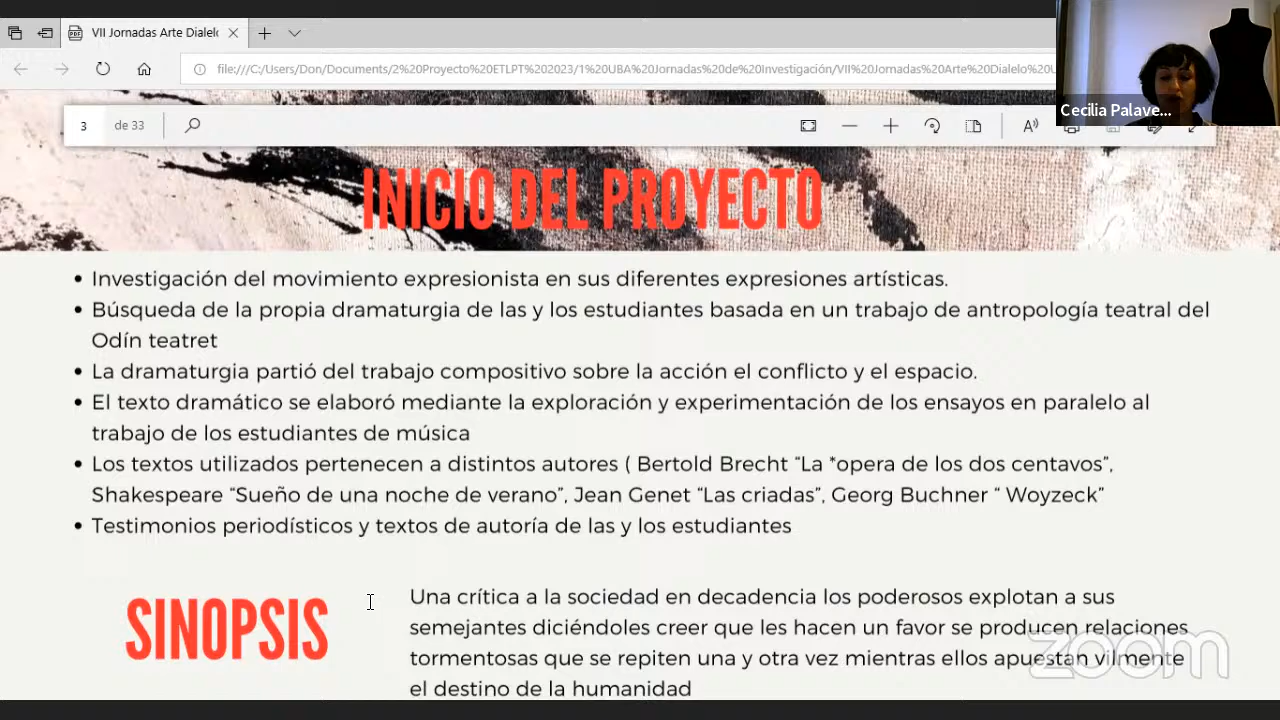 VII Jornadas Arte Dialelo
file:///C:/Users/Don/Documents/2%20Proyecto%20ETLPT%202023/1%20UBA%20Jornadas%20de%20Investigación/VII%20Jornadas%20Arte%20Dialelo%20U
Cecilia Palave...
3 de 33
INICIO DEL PROYECTO
• Investigación del movimiento expresionista en sus diferentes expresiones artísticas.
• Búsqueda de la propia dramaturgia de las y los estudiantes basada en un trabajo de antropología teatral del
Odín teatret
• La dramaturgia partió del trabajo compositivo sobre la acción el conflicto y el espacio.
• El texto dramático se elaboró mediante la exploración y experimentación de los ensayos en paralelo al
trabajo de los estudiantes de música
• Los textos utilizados pertenecen a distintos autores ( Bertold Brecht “La *opera de los dos centavos”,
Shakespeare “Sueño de una noche de verano”, Jean Genet “Las criadas”, Georg Buchner “ Woyzeck”
• Testimonios periodísticos y textos de autoría de las y los estudiantes
SINOPSIS
Una crítica a la sociedad en decadencia los poderosos explotan a sus
semejantes diciéndoles creer que les hacen un favor se producen relaciones
tormentosas que se repiten una y otra vez mientras ellos apuestan vilmente
el destino de la humanidad
zoom